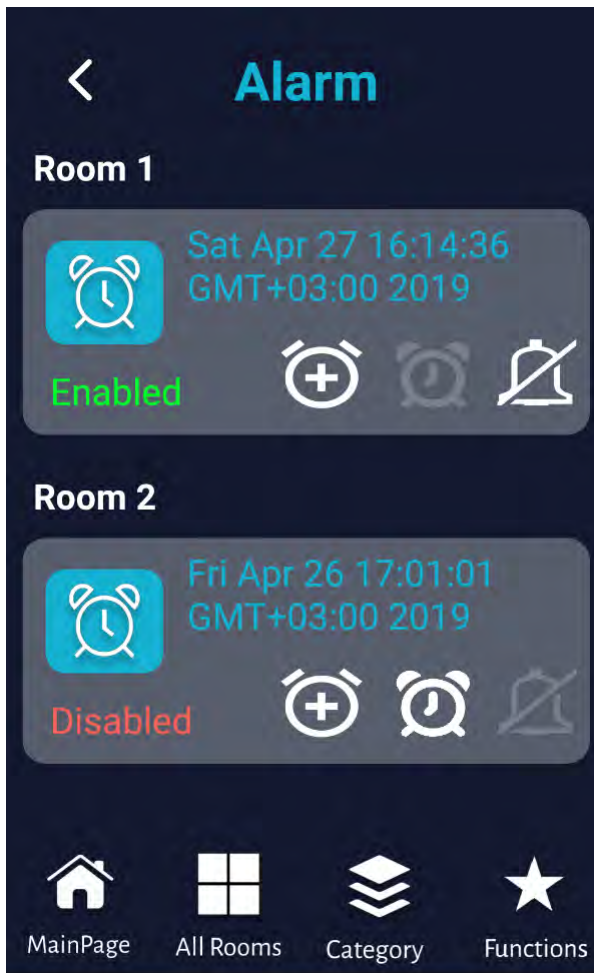 Alarm
Room 1
Sat Apr 27 16:14:36
GMT+03:00 2019
Enabled
Room 2
Fri Apr 26 17:01:01
GMT+03:00 2019
Disabled
MainPage
All Rooms
Category
Functions